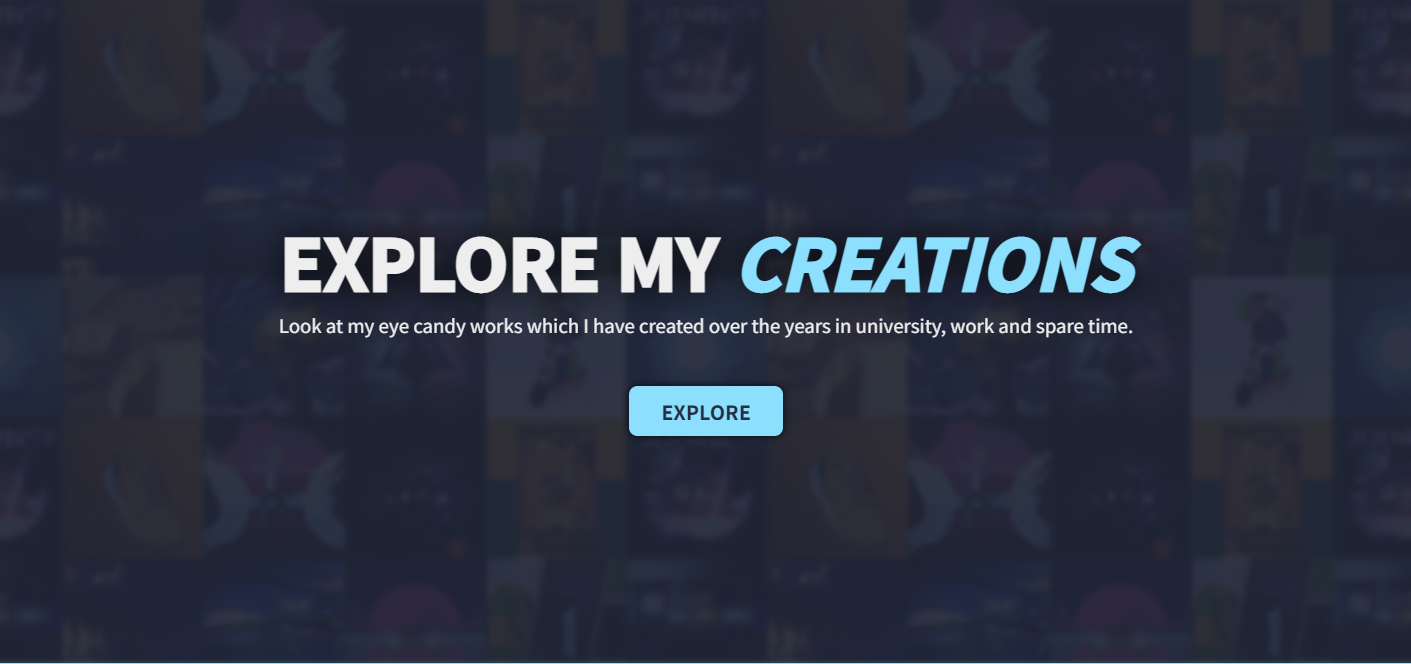 EXPLORE MY CREATIONS
Look at my eye candy works which I have created over the years in university, work and spare time.
EXPLORE